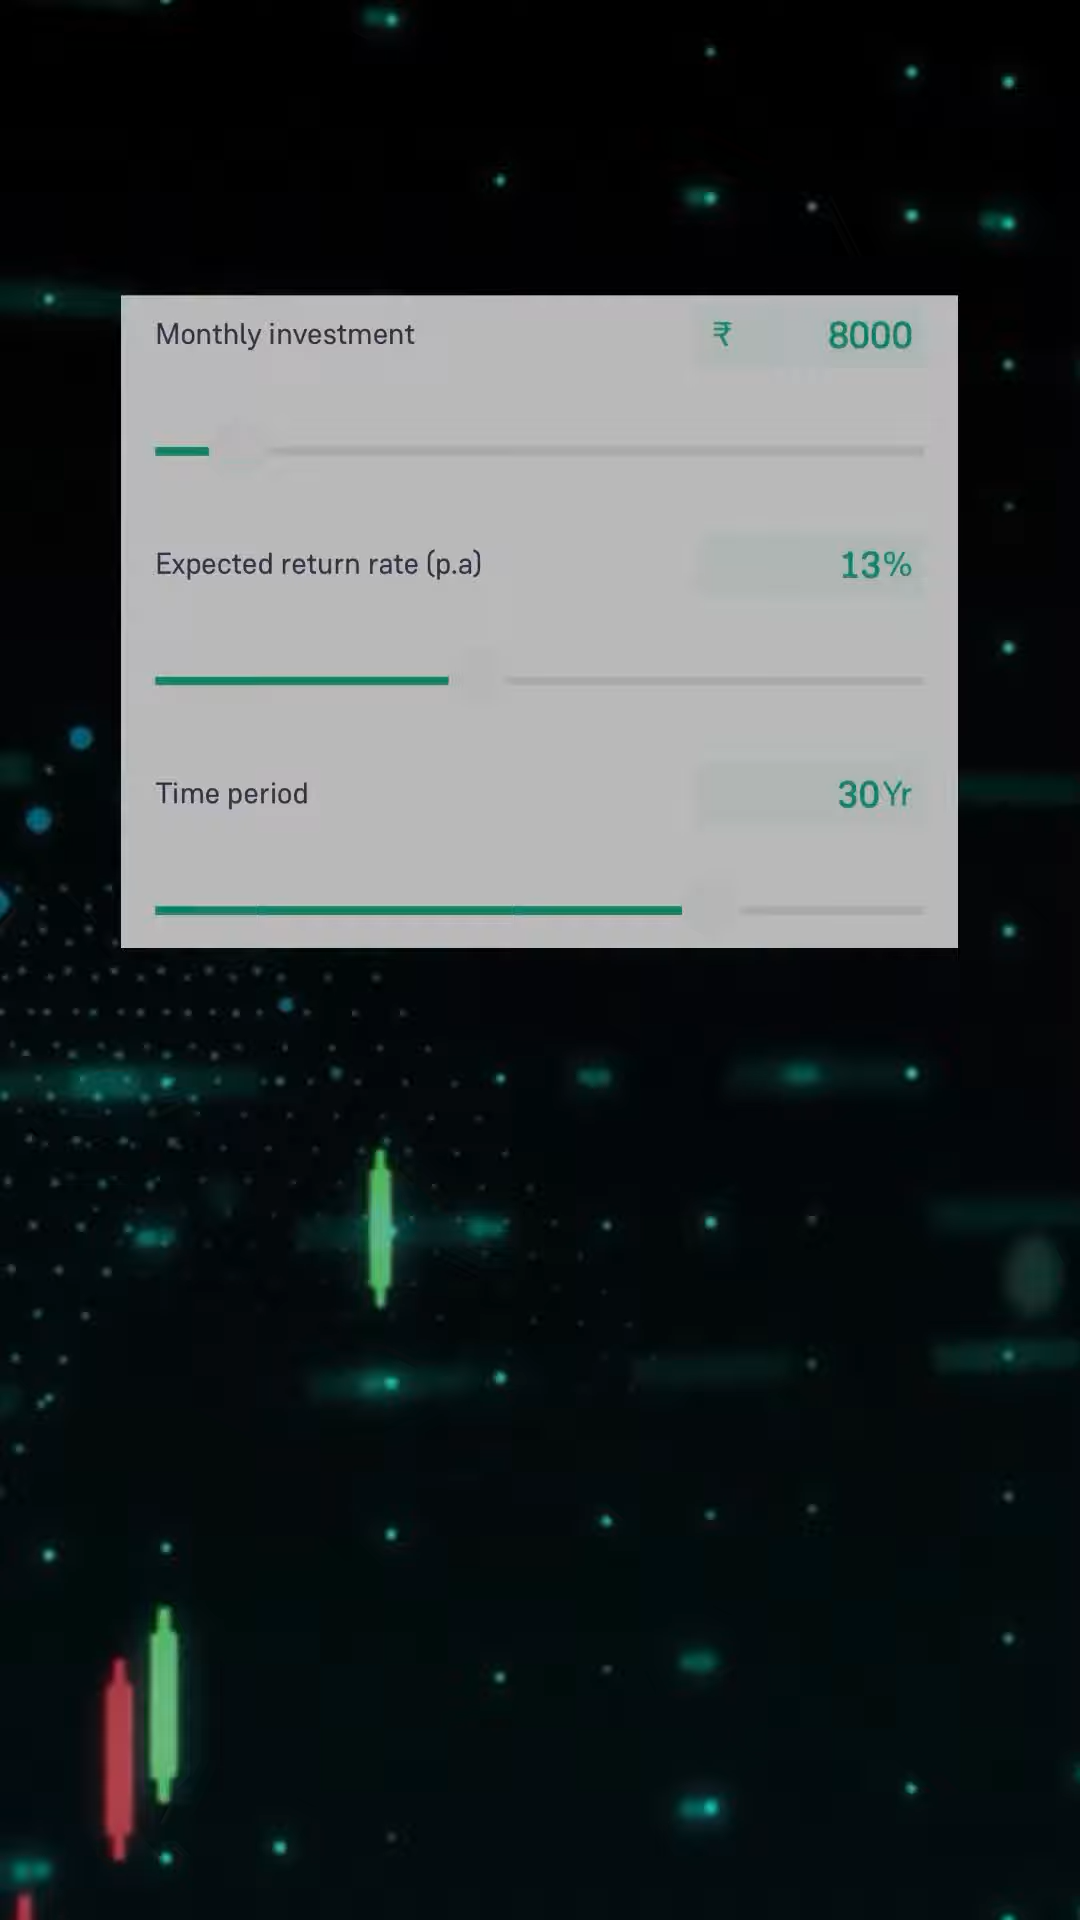 Monthly investment ₹ 8000
Expected return rate (p.a) 13%
Time period 30Yr